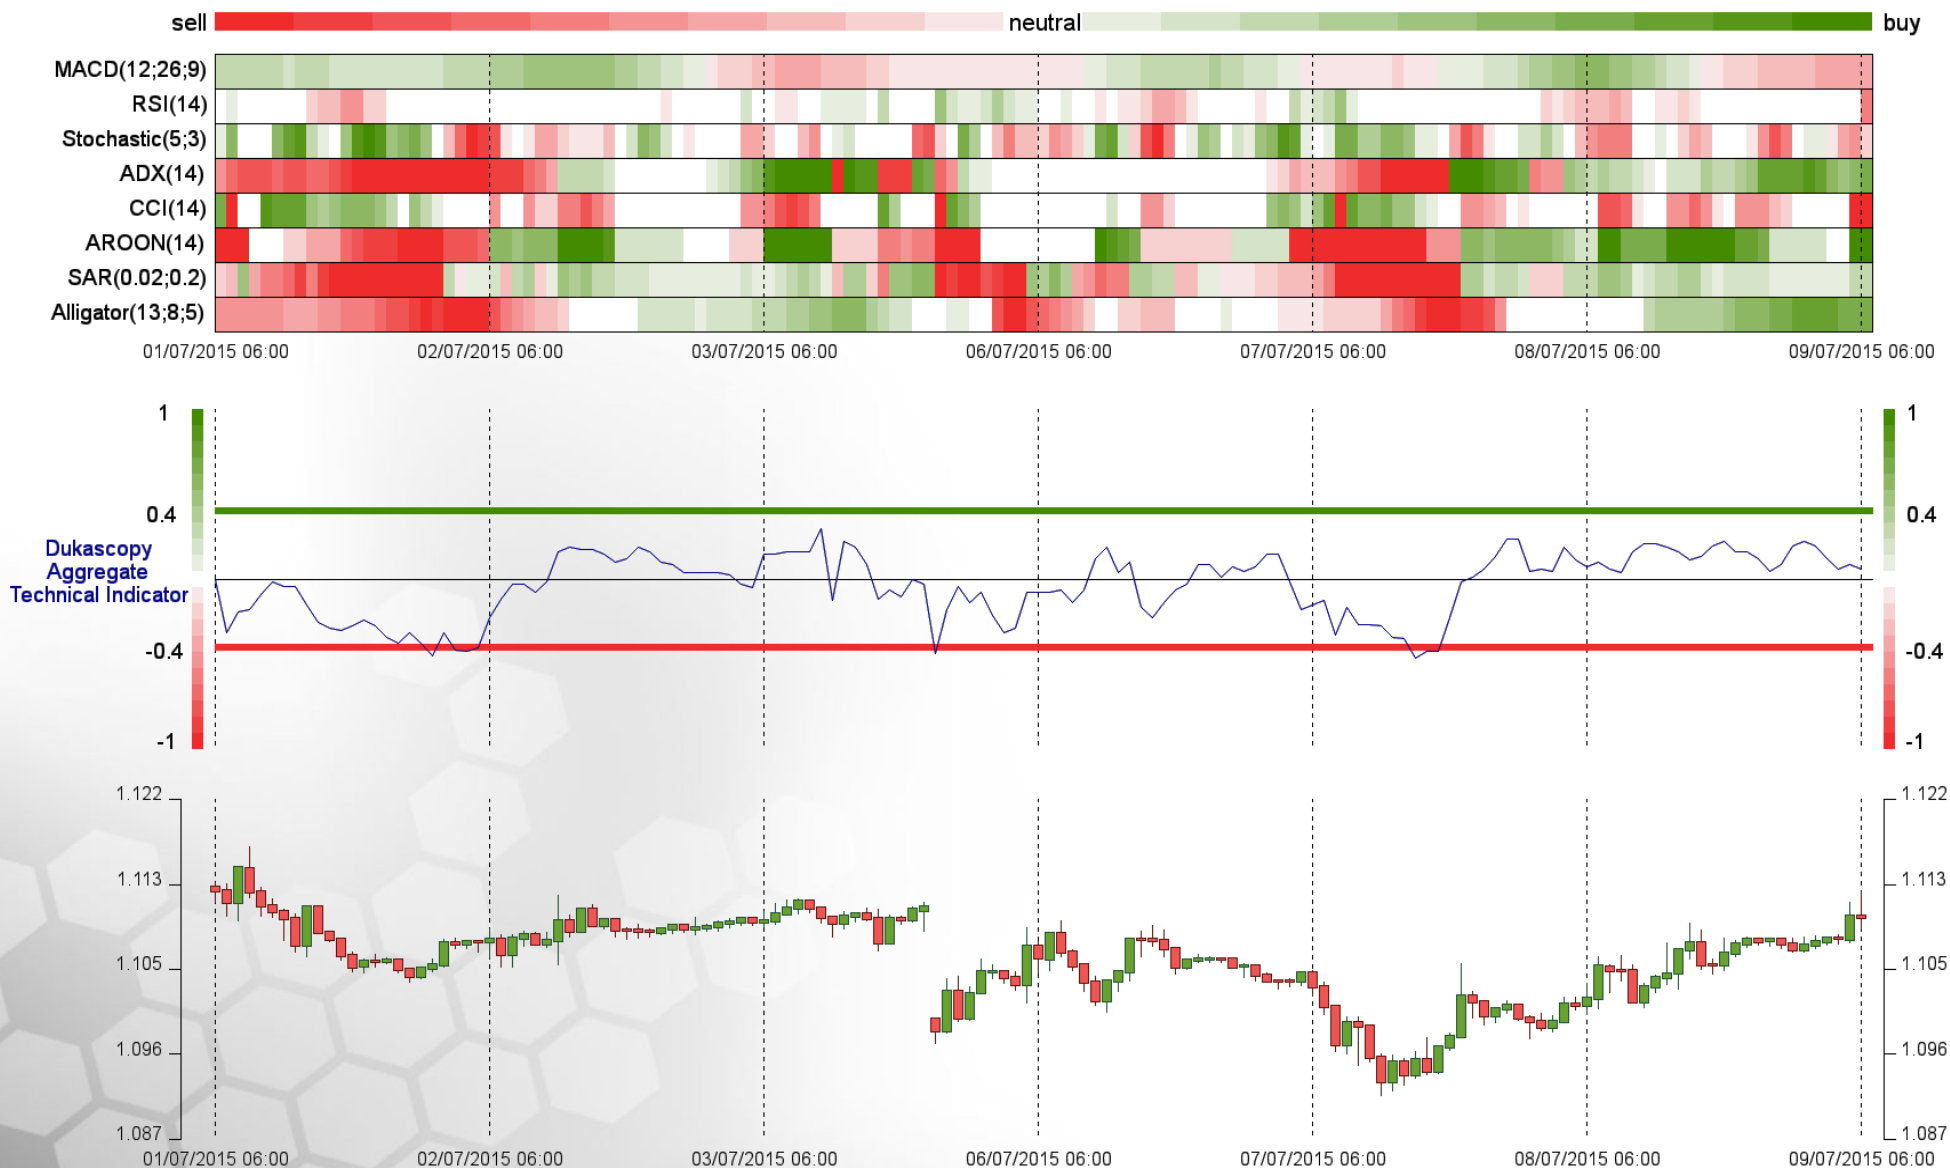 sell neutral buy
MACD(12;26;9)
RSI(14)
Stochastic(5;3)
ADX(14)
CCI(14)
AROON(14)
SAR(0.02;0.2)
Alligator(13;8;5)
01/07/2015 06:00 02/07/2015 06:00 03/07/2015 06:00 06/07/2015 06:00 07/07/2015 06:00 08/07/2015 06:00 09/07/2015 06:00
1 1
0.4 0.4
Dukascopy
Aggregate
Technical Indicator
-0.4 -0.4
-1 -1
1.122 1.122
1.113 1.113
1.105 1.105
1.096 1.096
1.087 1.087
01/07/2015 06:00 02/07/2015 06:00 03/07/2015 06:00 06/07/2015 06:00 07/07/2015 06:00 08/07/2015 06:00 09/07/2015 06:00